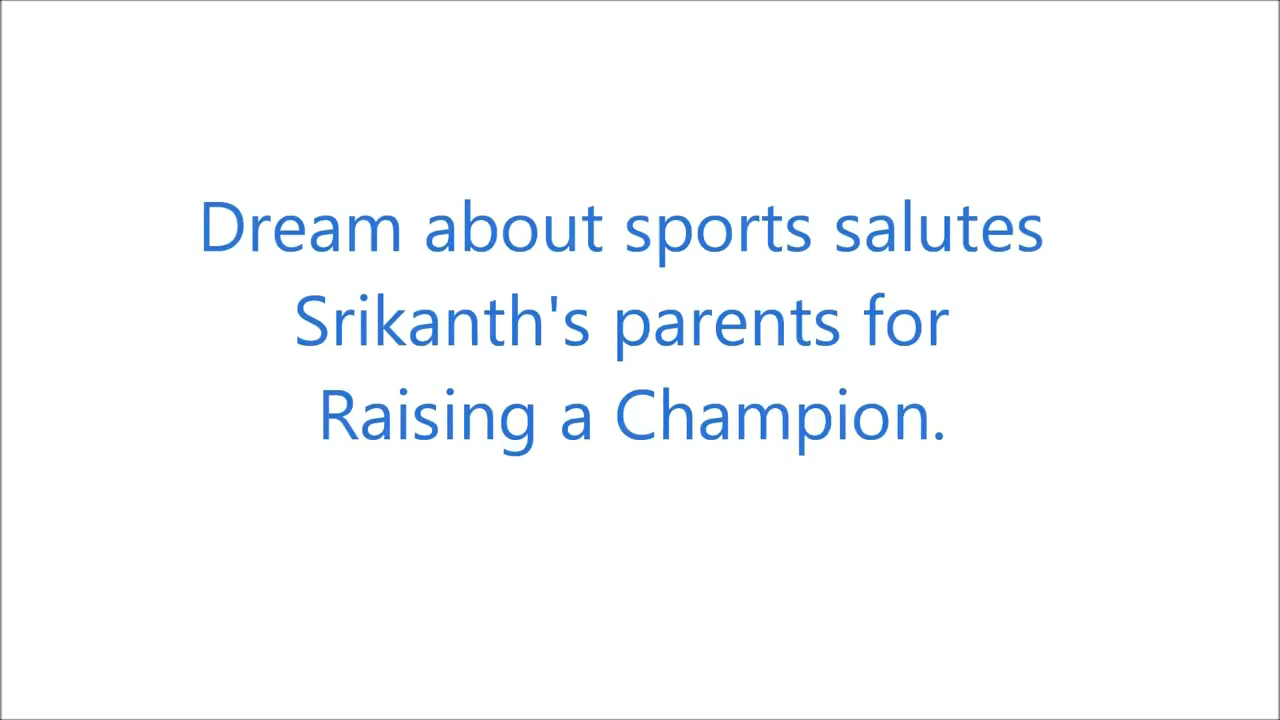 Dream about sports salutes
Srikanth's parents for
Raising a Champion.